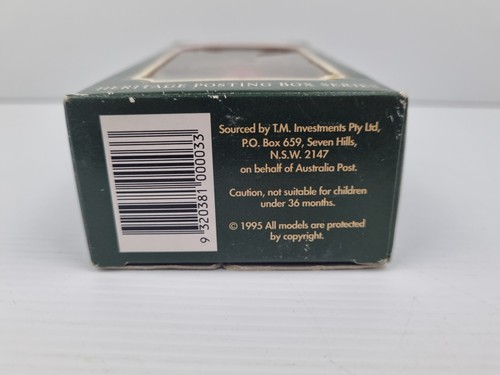 HERITAGE POSTING BOX SERIES
Sourced by T.M. Investments Pty Ltd,
P.O. Box 659, Seven Hills,
N.S.W. 2147
on behalf of Australia Post.
Caution, not suitable for children
under 36 months.
© 1995 All models are protected
by copyright.
9 320381 000033